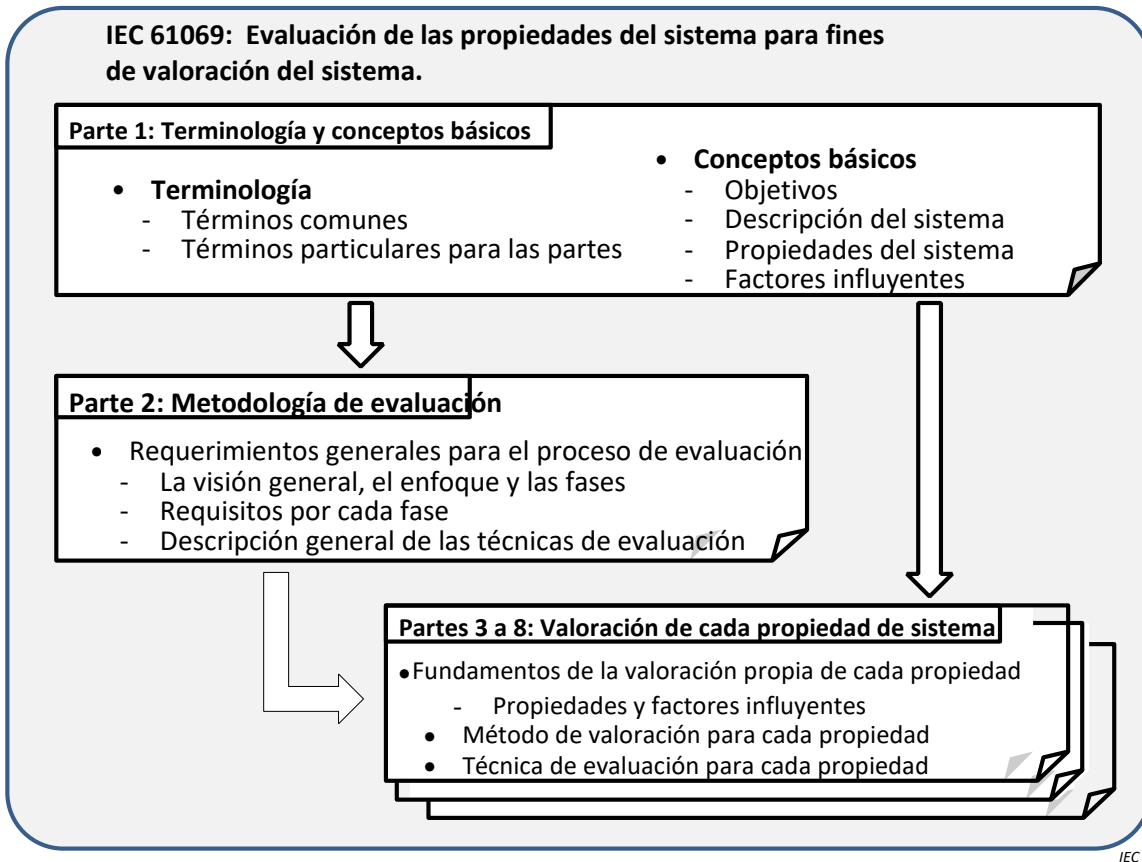 IEC 61069: Evaluación de las propiedades del sistema para fines
de valoración del sistema.
Parte 1: Terminología y conceptos básicos
• Terminología
- Términos comunes
- Términos particulares para las partes
• Conceptos básicos
- Objetivos
- Descripción del sistema
- Propiedades del sistema
- Factores influyentes
Parte 2: Metodología de evaluación
• Requerimientos generales para el proceso de evaluación
- La visión general, el enfoque y las fases
- Requisitos por cada fase
- Descripción general de las técnicas de evaluación
Partes 3 a 8: Valoración de cada propiedad de sistema
•Fundamentos de la valoración propia de cada propiedad
- Propiedades y factores influyentes
• Método de valoración para cada propiedad
• Técnica de evaluación para cada propiedad
IEC